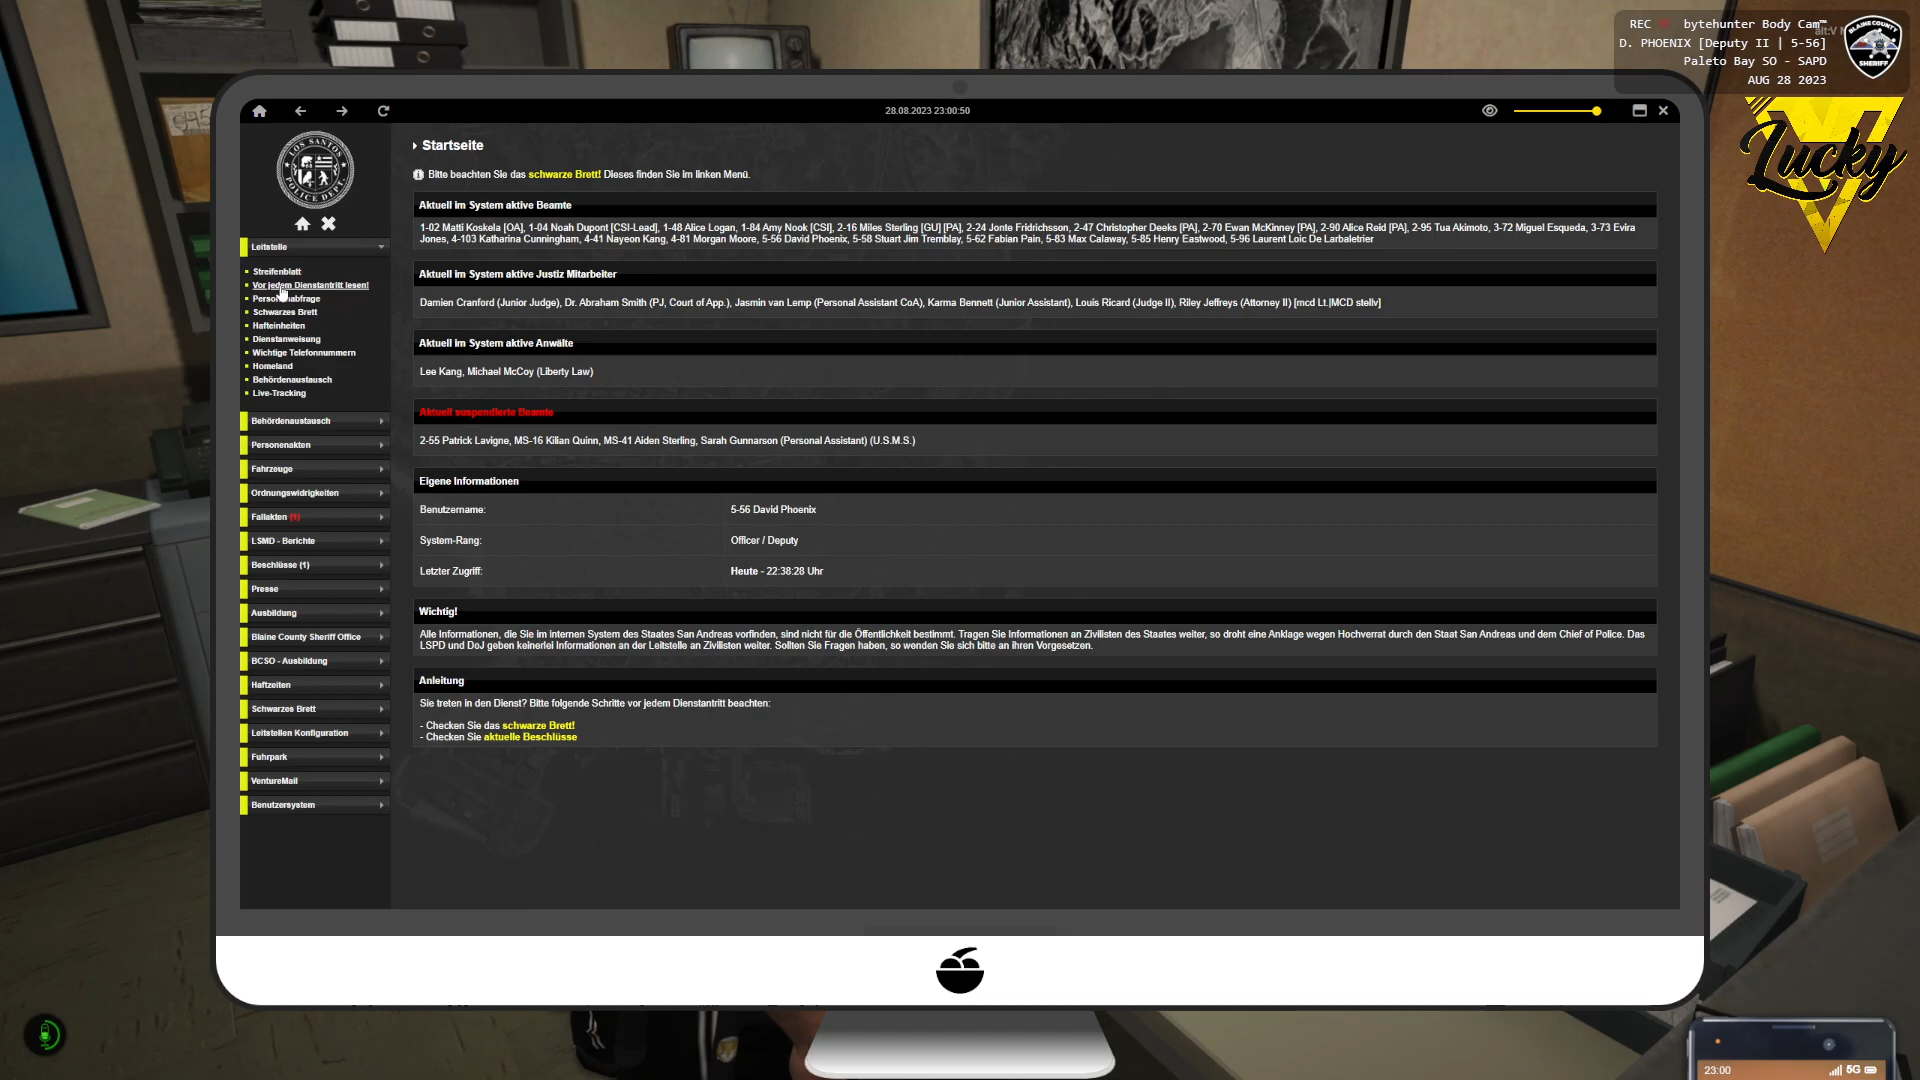 REC bytehunter Body Cam™
D. PHOENIX [Deputy II | 5-56]
Paleto Bay SO - SAPD
AUG 28 2023
BLAINE COUNTY
SHERIFF
Lucky
28.08.2023 23:00:50
LOS SANTOS
POLICE DEPT.
Leitstelle
Streifenblatt
Vor jedem Dienstantritt lesen!
Schwarzes Brett
Hafteinheiten
Dienstanweisung
Wichtige Telefonnummern
Homeland
Behördenaustausch
Live-Tracking
Behördenaustausch
Personenakten
Fahrzeuge
Ordnungswidrigkeiten
Fallakten (1)
LSMD - Berichte
Beschlüsse (1)
Presse
Ausbildung
Blaine County Sheriff Office
BCSO - Ausbildung
Haftzeiten
Schwarzes Brett
Leitstellen Konfiguration
Fuhrpark
VentureMail
Benutzersystem
Startseite
Bitte beachten Sie das schwarze Brett! Dieses finden Sie im linken Menü.
Aktuell im System aktive Beamte
1-02 Matti Koskela [OA], 1-04 Noah Dupont [CSI-Lead], 1-48 Alice Logan, 1-84 Amy Nook [CSI], 2-16 Miles Sterling [GU] [PA], 2-24 Jonte Fridrichsson, 2-47 Christopher Deeks [PA], 2-70 Ewan McKinney [PA], 2-90 Alice Reid [PA], 2-95 Tua Akimoto, 3-72 Miguel Esqueda, 3-73 Evira
Jones, 4-103 Katharina Cunningham, 4-41 Nayeon Kang, 4-81 Morgan Moore, 5-56 David Phoenix, 5-58 Stuart Jim Tremblay, 5-62 Fabian Pain, 5-83 Max Calaway, 5-85 Henry Eastwood, 5-96 Laurent Loic De Larbaletrier
Aktuell im System aktive Justiz Mitarbeiter
Damien Cranford (Junior Judge), Dr. Abraham Smith (PJ, Court of App.), Jasmin van Lemp (Personal Assistant CoA), Karma Bennett (Junior Assistant), Louis Ricard (Judge II), Riley Jeffreys (Attorney II) [mcd Lt.|MCD stellv]
Aktuell im System aktive Anwälte
Lee Kang, Michael McCoy (Liberty Law)
Aktuell suspendierte Beamte
2-55 Patrick Lavigne, MS-16 Kilian Quinn, MS-41 Aiden Sterling, Sarah Gunnarson (Personal Assistant) (U.S.M.S.)
Eigene Informationen
Benutzername: 5-56 David Phoenix
System-Rang: Officer / Deputy
Letzter Zugriff: Heute - 22:38:28 Uhr
Wichtig!
Alle Informationen, die Sie im internen System des Staates San Andreas vorfinden, sind nicht für die Öffentlichkeit bestimmt. Tragen Sie Informationen an Zivilisten des Staates weiter, so droht eine Anklage wegen Hochverrat durch den Staat San Andreas und dem Chief of Police. Das
LSPD und DoJ geben keinerlei Informationen an der Leitstelle an Zivilisten weiter. Sollten Sie Fragen haben, so wenden Sie sich bitte an ihren Vorgesetzen.
Anleitung
Sie treten in den Dienst? Bitte folgende Schritte vor jedem Dienstantritt beachten:
- Checken Sie das schwarze Brett!
- Checken Sie aktuelle Beschlüsse
23:00
5G